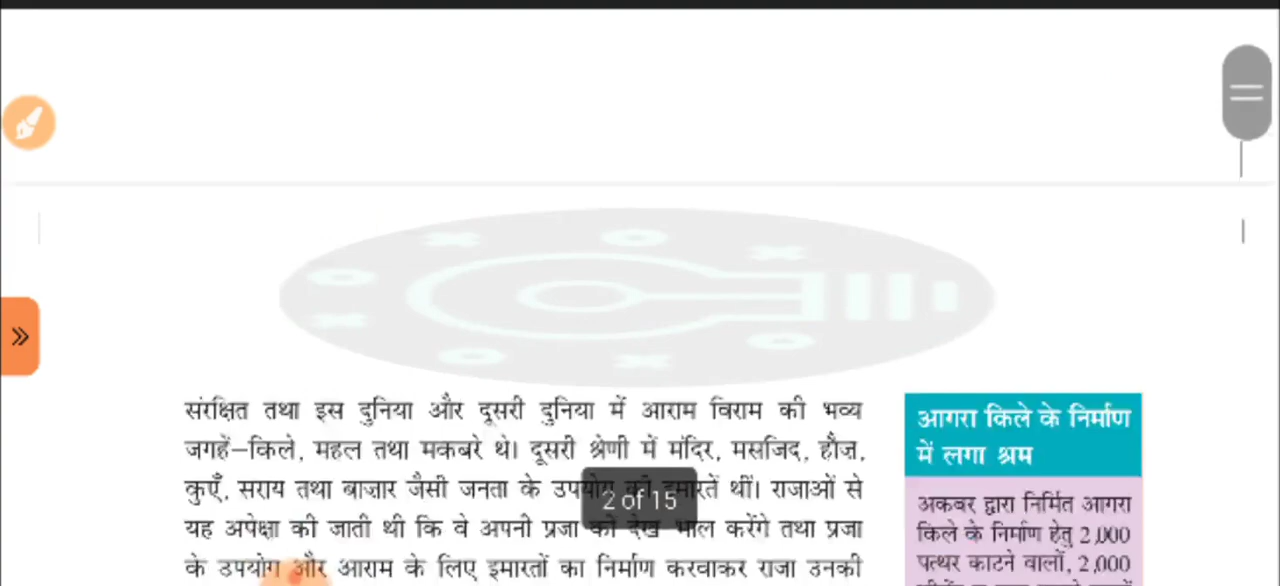 संरक्षित तथा इस दुनिया और दूसरी दुनिया में आराम विराम की भव्य
जगहें–किले, महल तथा मकबरे थे। दूसरी श्रेणी में मंदिर, मसजिद, हौज़,
कुएँ, सराय तथा बाज़ार जैसी जनता के उपयोग की इमारतें थीं। राजाओं से
यह अपेक्षा की जाती थी कि वे अपनी प्रजा की देख भाल करेंगे तथा प्रजा
के उपयोग और आराम के लिए इमारतों का निर्माण करवाकर राजा उनकी
2 of 15
आगरा किले के निर्माण
में लगा श्रम
अकबर द्वारा निर्मित आगरा
किले के निर्माण हेतु 2,000
पत्थर काटने वालों, 2,000